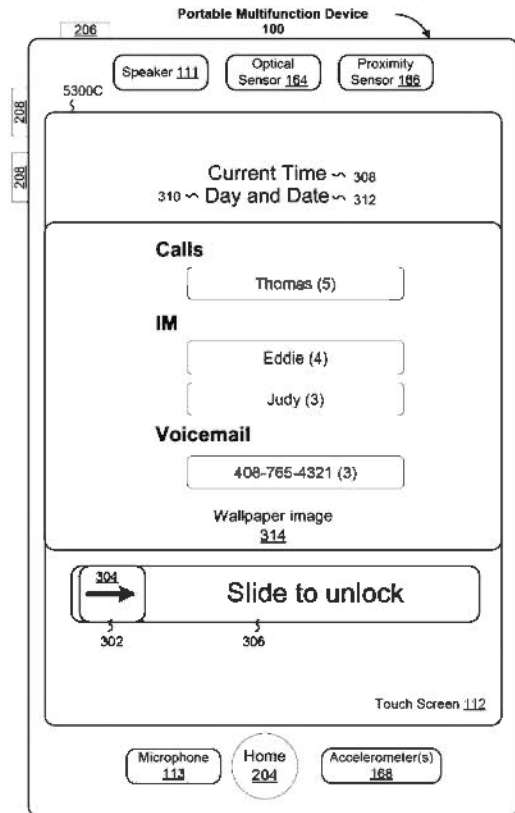 Portable Multifunction Device
100
206
Speaker 111
Optical
Sensor 164
Proximity
Sensor 166
5300C
208
208
Current Time ~ 308
310 ~ Day and Date ~ 312
Calls
Thomas (5)
IM
Eddie (4)
Judy (3)
Voicemail
408-765-4321 (3)
Wallpaper image
314
304
Slide to unlock
302
306
Touch Screen 112
Microphone
113
Home
204
Accelerometer(s)
168